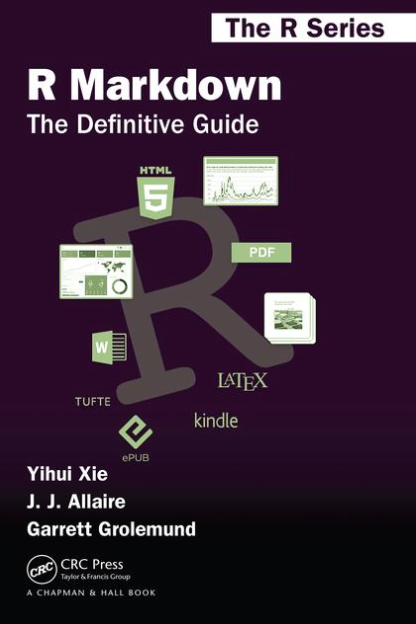 The R Series
R Markdown
The Definitive Guide
HTML
5
PDF
W
LATEX
TUFTE
kindle
ePUB
Yihui Xie
J. J. Allaire
Garrett Grolemund
CRC
CRC Press
Taylor & Francis Group
A CHAPMAN & HALL BOOK